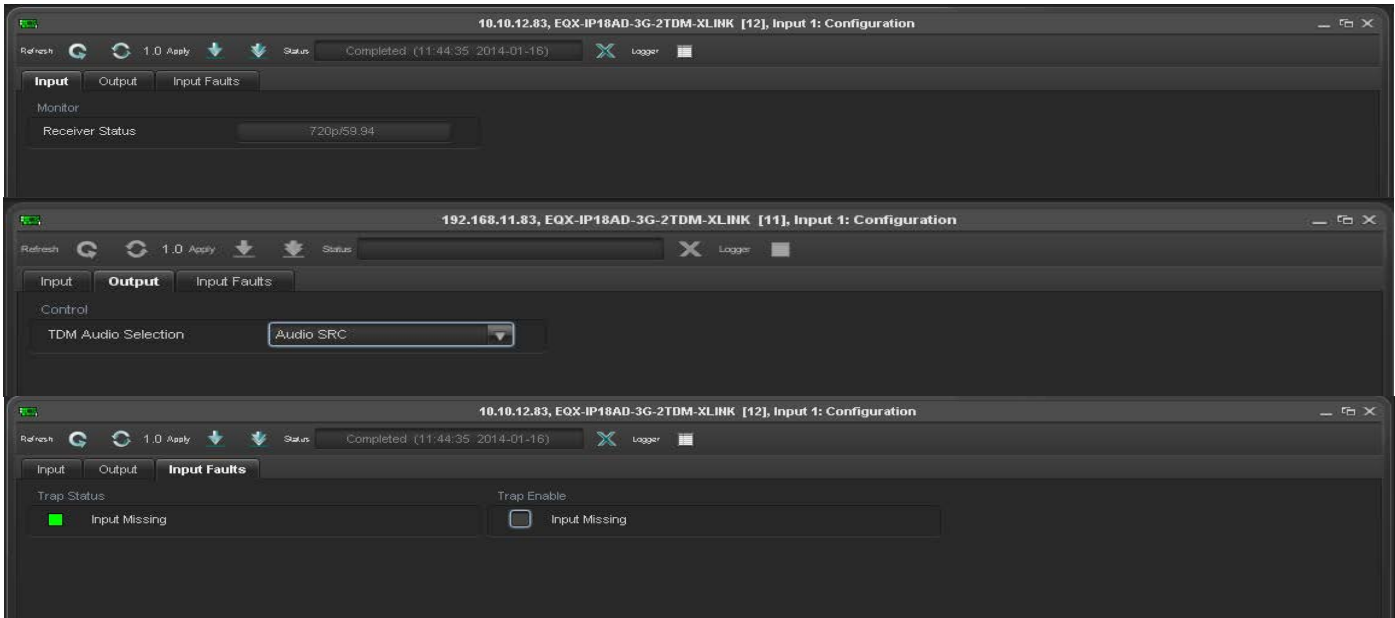 10.10.12.83, EQX-IP18AD-3G-2TDM-XLINK [12], Input 1: Configuration
Refresh 1.0 Apply Status Completed (11:44:35 2014-01-16) Logger
Input Output Input Faults
Monitor
Receiver Status 720p/59.94
192.168.11.83, EQX-IP18AD-3G-2TDM-XLINK [11], Input 1: Configuration
Refresh 1.0 Apply Status Logger
Input Output Input Faults
Control
TDM Audio Selection Audio SRC
10.10.12.83, EQX-IP18AD-3G-2TDM-XLINK [12], Input 1: Configuration
Refresh 1.0 Apply Status Completed (11:44:35 2014-01-16) Logger
Input Output Input Faults
Trap Status Trap Enable
Input Missing Input Missing